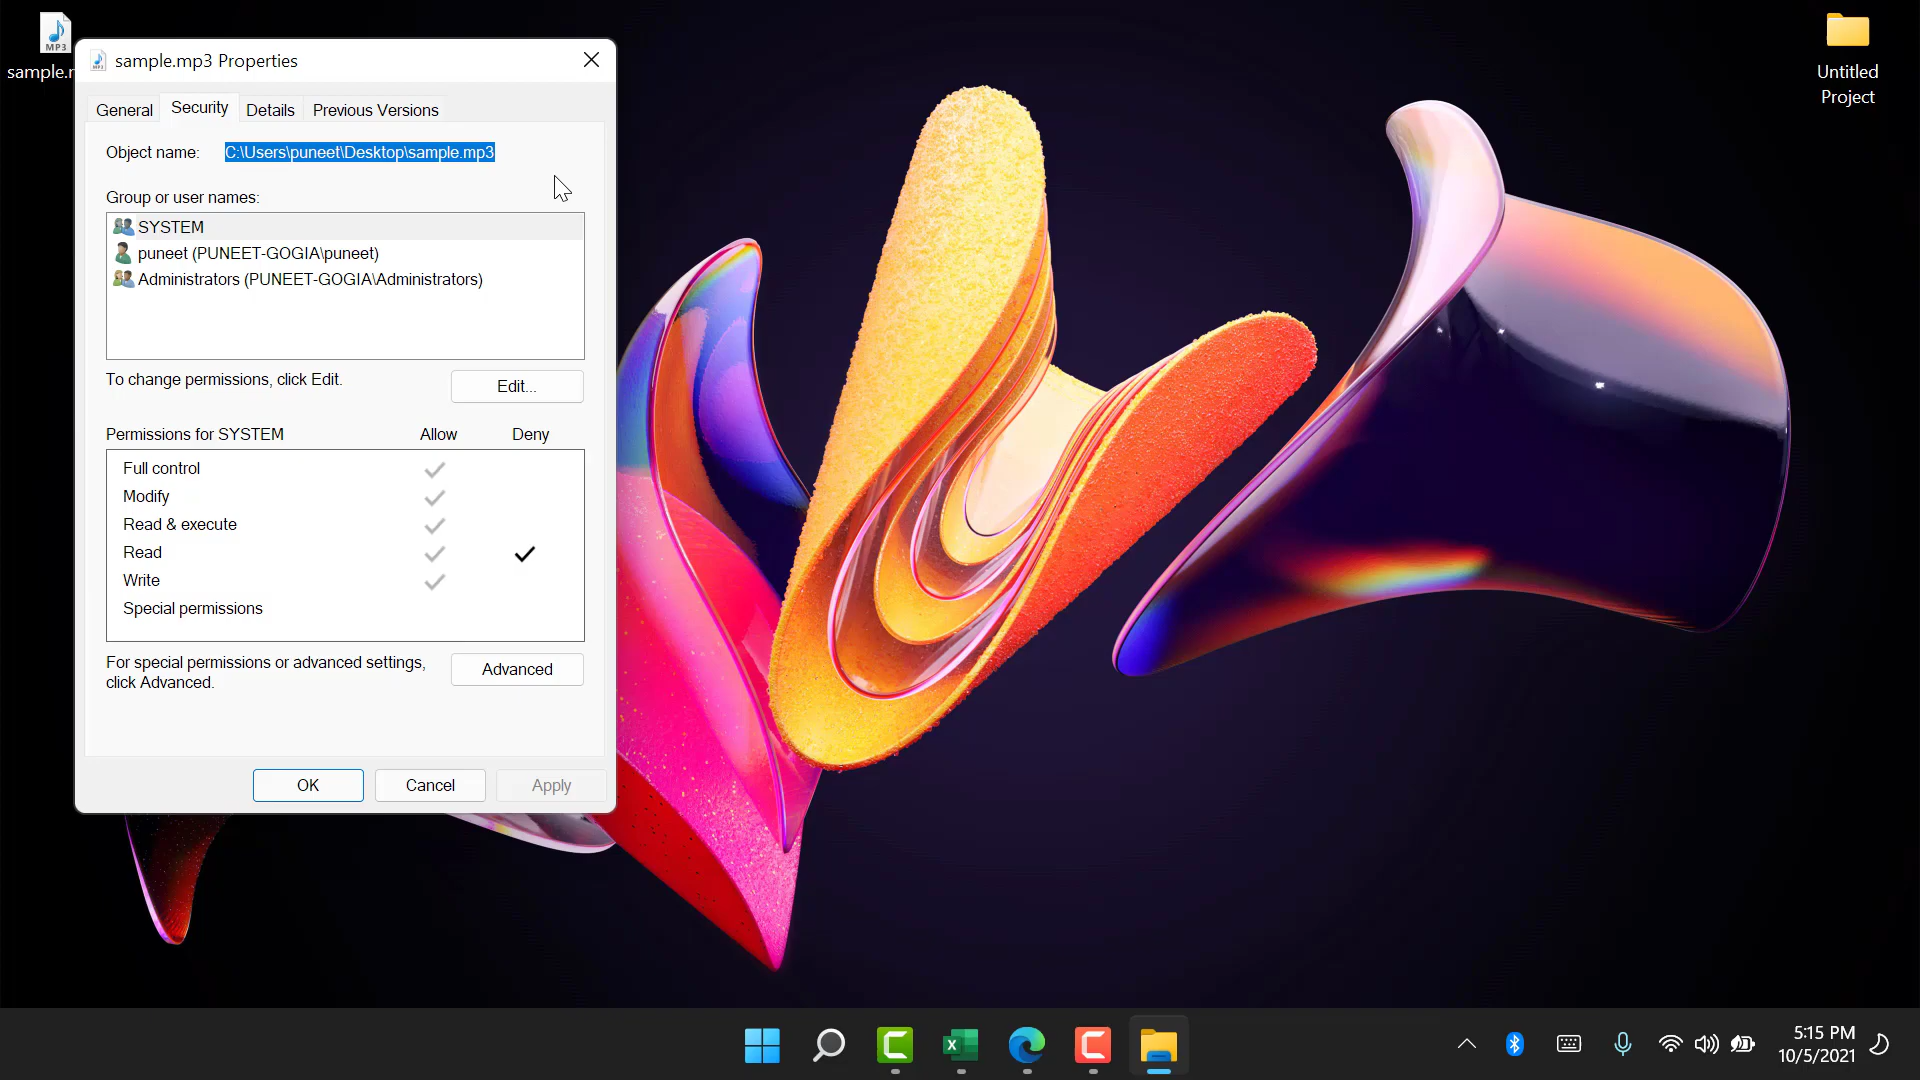 MP3
sample.m
sample.mp3 Properties
General Security Details Previous Versions
Object name: C:\Users\puneet\Desktop\sample.mp3
Group or user names:
SYSTEM
puneet (PUNEET-GOGIA\puneet)
Administrators (PUNEET-GOGIA\Administrators)
To change permissions, click Edit.
Edit...
Permissions for SYSTEM Allow Deny
Full control
Modify
Read & execute
Read
Write
Special permissions
For special permissions or advanced settings,
click Advanced.
Advanced
OK Cancel Apply
Untitled
Project
5:15 PM
10/5/2021